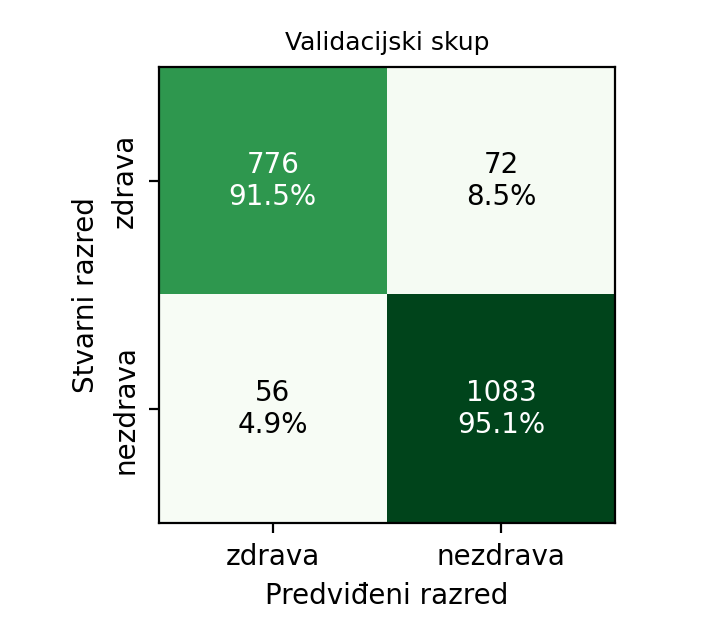 Validacijski skup
Stvarni razred
zdrava
776
91.5%
72
8.5%
nezdrava
56
4.9%
1083
95.1%
zdrava
nezdrava
Predviđeni razred